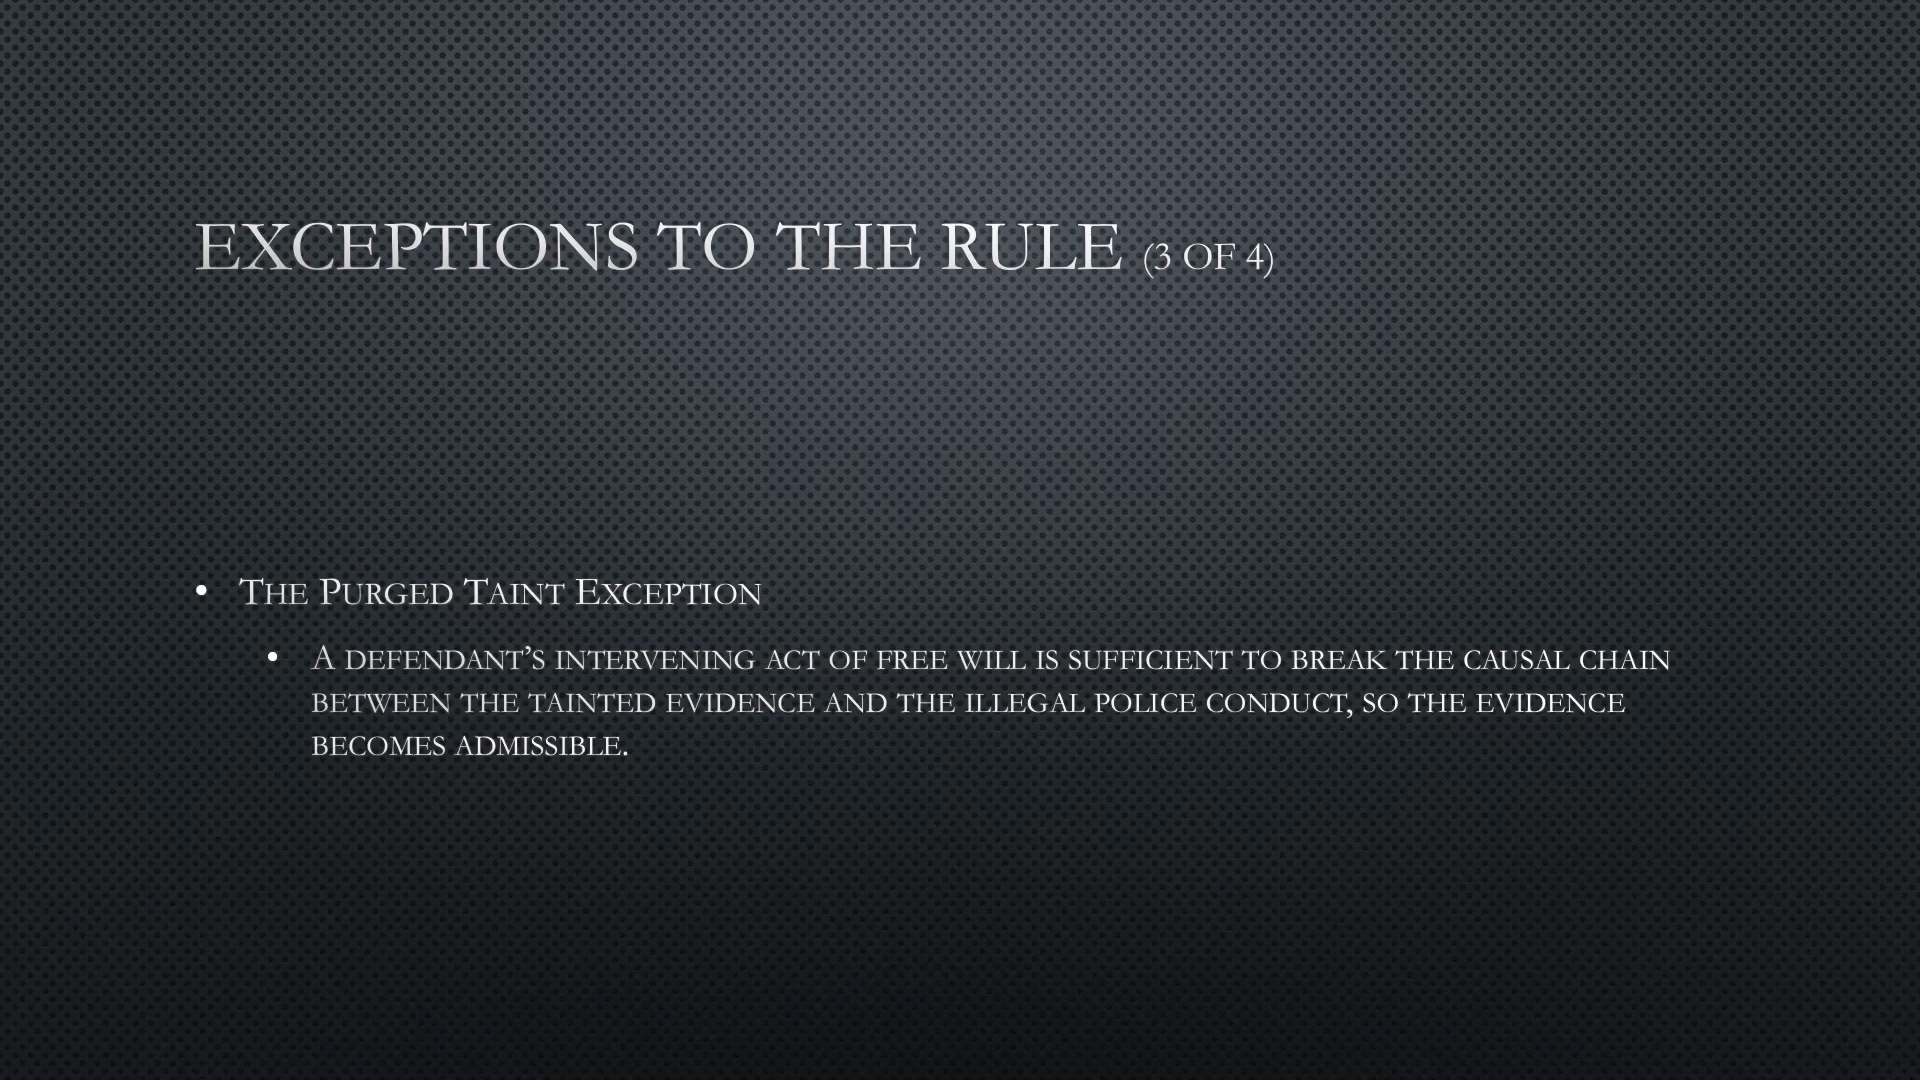 EXCEPTIONS TO THE RULE (3 OF 4)
• The Purged Taint Exception
• A defendant’s intervening act of free will is sufficient to break the causal chain
between the tainted evidence and the illegal police conduct, so the evidence
becomes admissible.